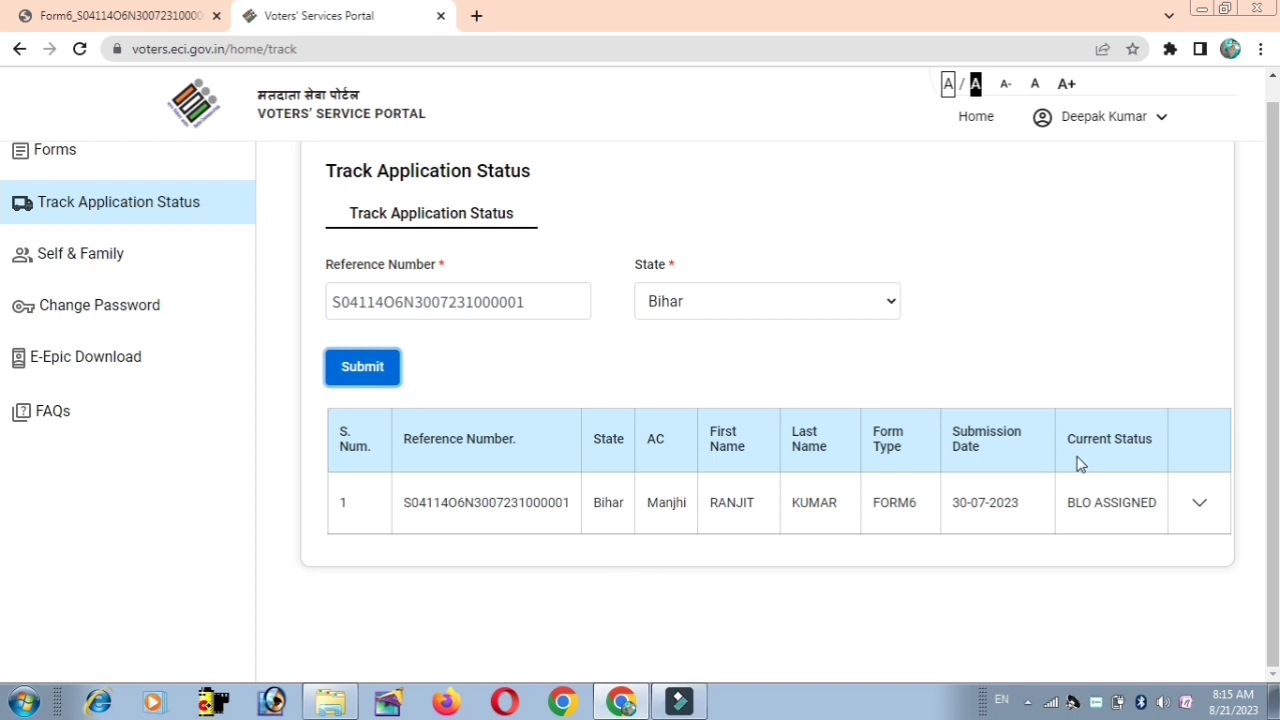 Form6_S04114O6N30072310000
Voters' Services Portal
voters.eci.gov.in/home/track
मतदाता सेवा पोर्टल
VOTERS' SERVICE PORTAL
A / A A- A A+
Home
Deepak Kumar
Forms
Track Application Status
Self & Family
Change Password
E-Epic Download
FAQs
Track Application Status
Track Application Status
Reference Number *
State *
S04114O6N3007231000001
Bihar
Submit
S. Num.
Reference Number.
State
AC
First Name
Last Name
Form Type
Submission Date
Current Status
1
S04114O6N3007231000001
Bihar
Manjhi
RANJIT
KUMAR
FORM6
30-07-2023
BLO ASSIGNED
EN
8:15 AM
8/21/2023